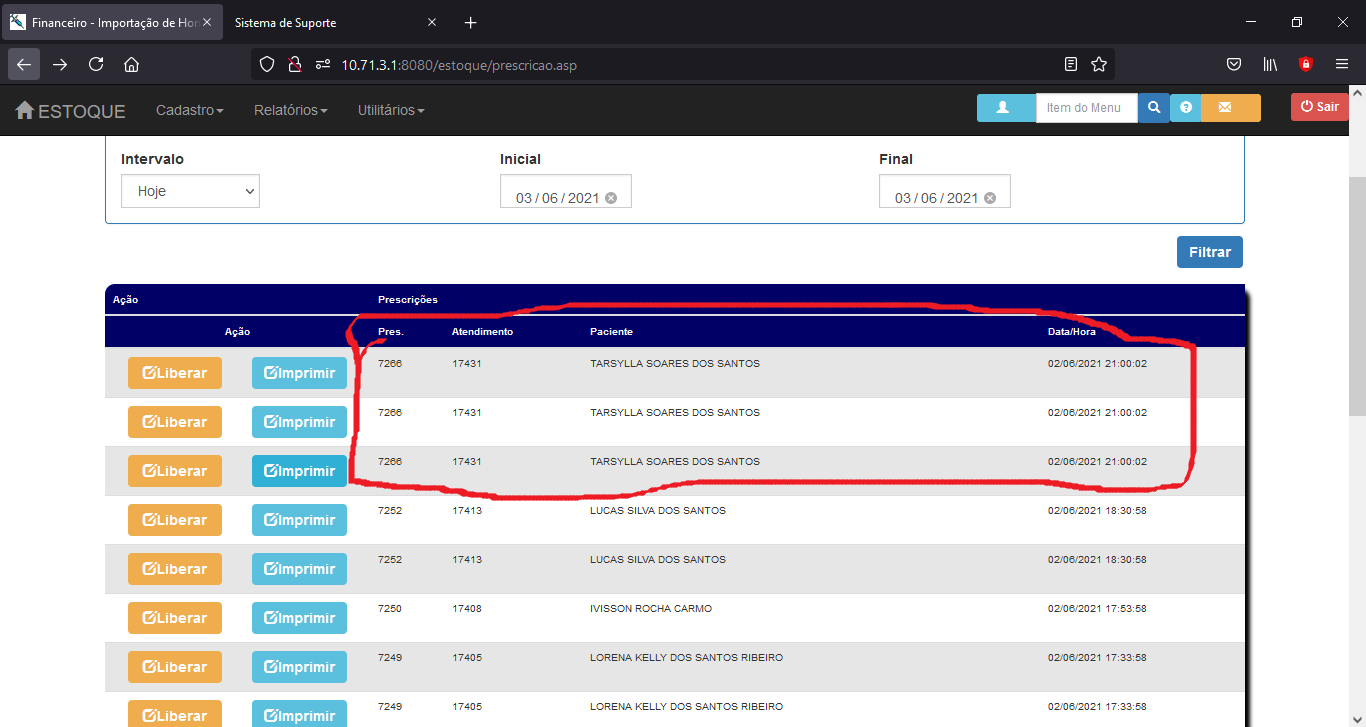 Financeiro - Importação de Hon
Sistema de Suporte
10.71.3.1:8080/estoque/prescricao.asp
ESTOQUE Cadastro Relatórios Utilitários Item do Menu Sair
Intervalo Inicial Final
Hoje 03 / 06 / 2021 03 / 06 / 2021
Filtrar
Ação Prescrições
Ação Pres. Atendimento Paciente Data/Hora
Liberar Imprimir 7266 17431 TARSYLLA SOARES DOS SANTOS 02/06/2021 21:00:02
Liberar Imprimir 7266 17431 TARSYLLA SOARES DOS SANTOS 02/06/2021 21:00:02
Liberar Imprimir 7266 17431 TARSYLLA SOARES DOS SANTOS 02/06/2021 21:00:02
Liberar Imprimir 7252 17413 LUCAS SILVA DOS SANTOS 02/06/2021 18:30:58
Liberar Imprimir 7252 17413 LUCAS SILVA DOS SANTOS 02/06/2021 18:30:58
Liberar Imprimir 7250 17408 IVISSON ROCHA CARMO 02/06/2021 17:53:58
Liberar Imprimir 7249 17405 LORENA KELLY DOS SANTOS RIBEIRO 02/06/2021 17:33:58
Liberar Imprimir 7249 17405 LORENA KELLY DOS SANTOS RIBEIRO 02/06/2021 17:33:58